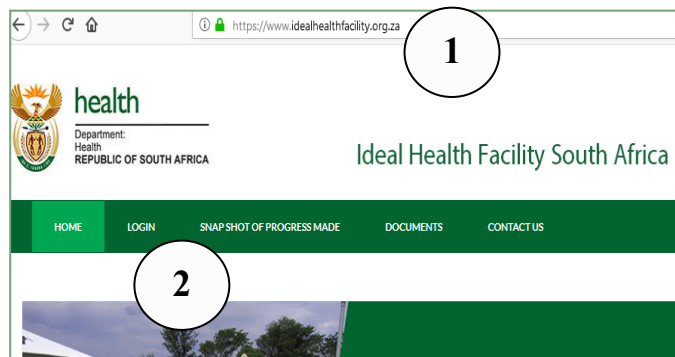 https://www.idealhealthfacility.org.za
1
health
Department:
Health
REPUBLIC OF SOUTH AFRICA
Ideal Health Facility South Africa
HOME LOGIN SNAP SHOT OF PROGRESS MADE DOCUMENTS CONTACT US
2